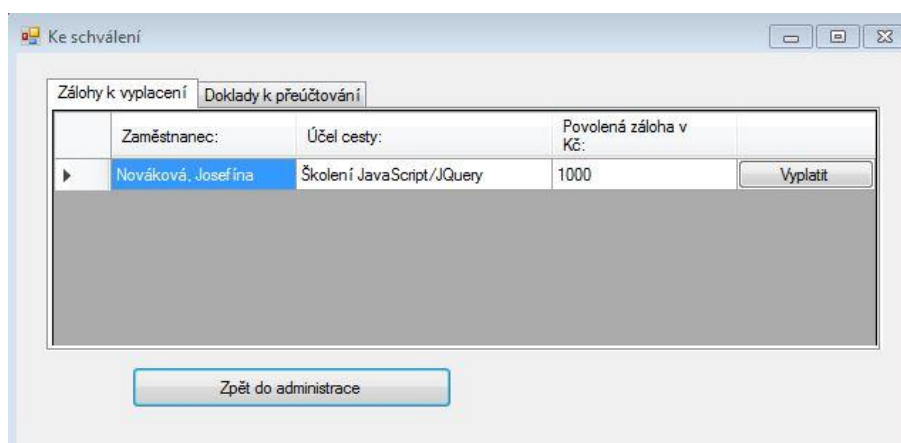 Ke schválení
Zálohy k vyplacení Doklady k přeúčtování
Zaměstnanec: Účel cesty: Povolená záloha v
Kč:
Nováková, Josefína Školení JavaScript/JQuery 1000 Vyplatit
Zpět do administrace